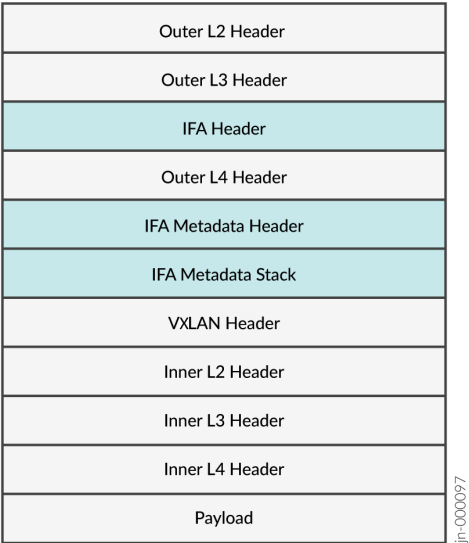 Outer L2 Header
Outer L3 Header
IFA Header
Outer L4 Header
IFA Metadata Header
IFA Metadata Stack
VXLAN Header
Inner L2 Header
Inner L3 Header
Inner L4 Header
Payload
jn-000097